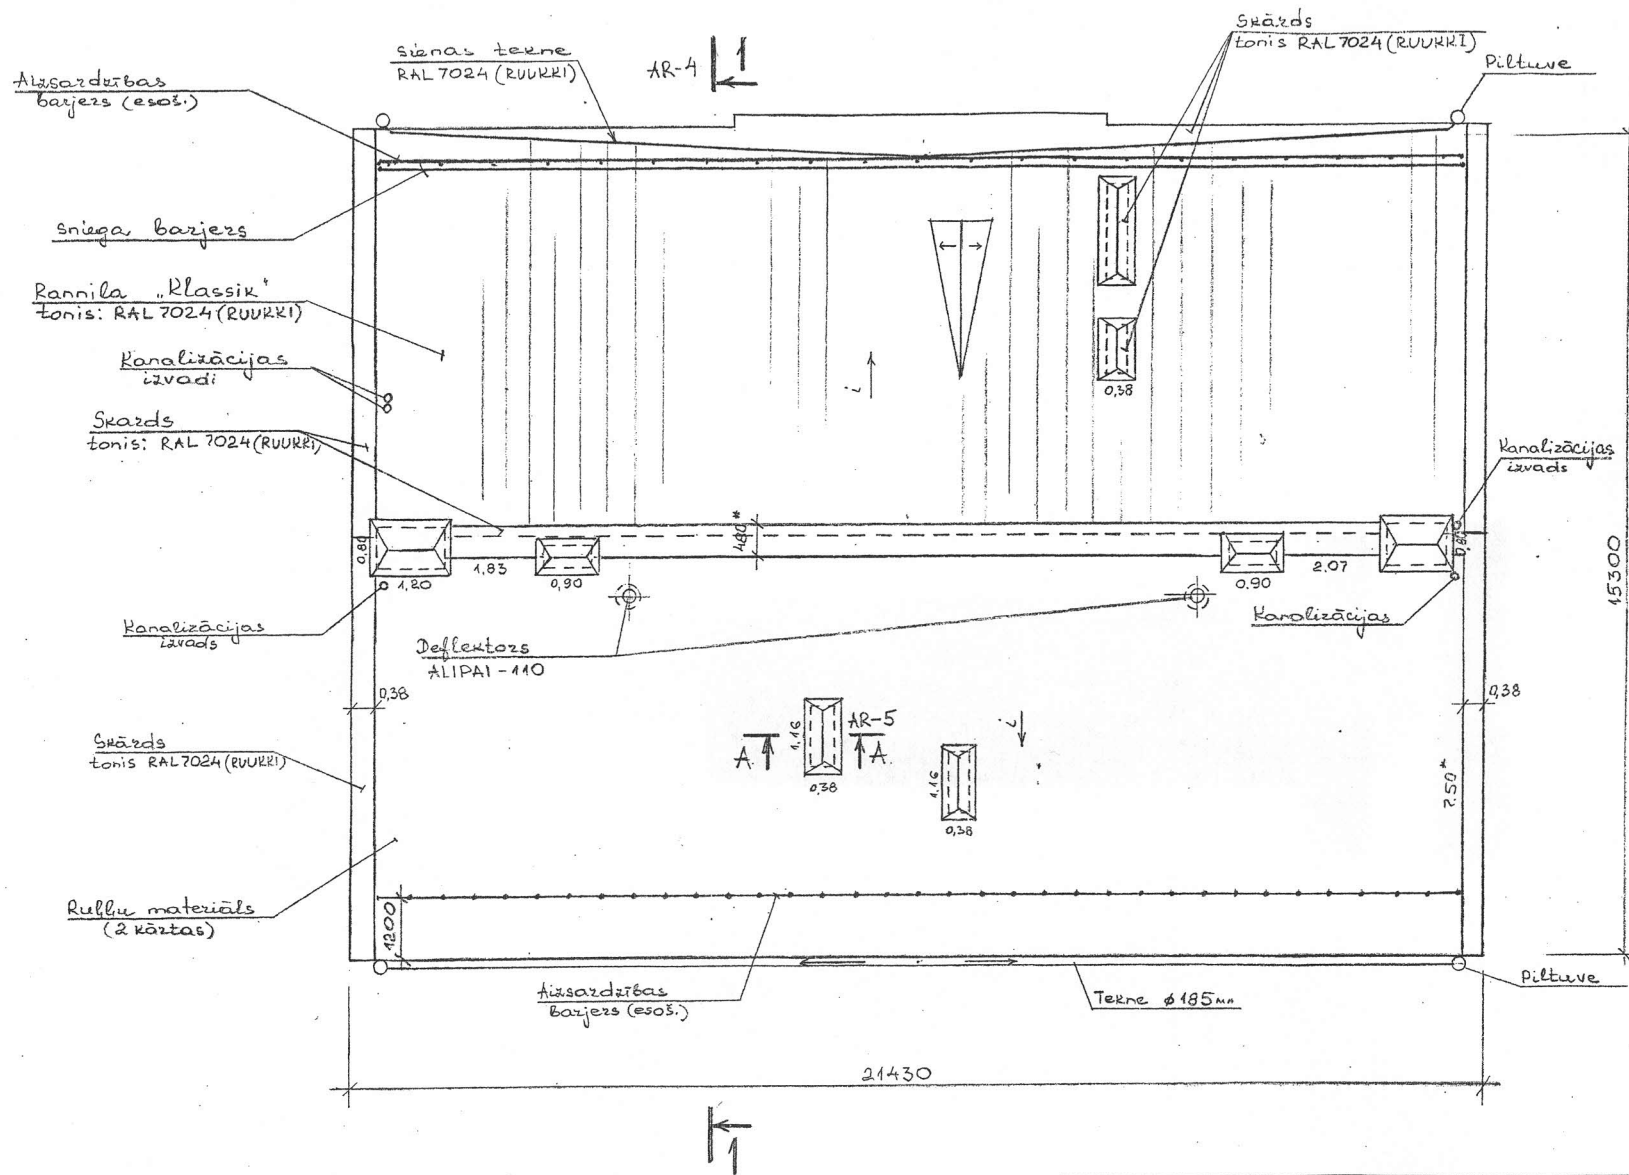 Skārds
tonis RAL 7024 (RUUKKI)
Sienas tekne
RAL 7024 (RUUKKI)
AR-4
1
Piltuve
Aizsardzības
barjers (esoš.)
Sniega barjers
Rannila „Klassik"
tonis: RAL 7024 (RUUKKI)
i
0,38
Kanalizācijas
izvadi
Skards
tonis: RAL 7024 (RUUKKI)
Kanalizācijas
izvads
15300
480*
0,80
1,20
1,83
0,90
0,90
2,07
0,80
Kanalizācijas
izvads
Kanalizācijas
Deflektors
ALIPAI-110
0,38
0,38
AR-5
A
A
1,16
0,38
i
1,16
0,38
7.50*
Skārds
tonis RAL 7024 (RUUKKI)
Ruļļu materiāls
(2 kārtas)
1200
Aizsardzības
barjers (esoš.)
Tekne ⌀185мм
Piltuve
21430
1